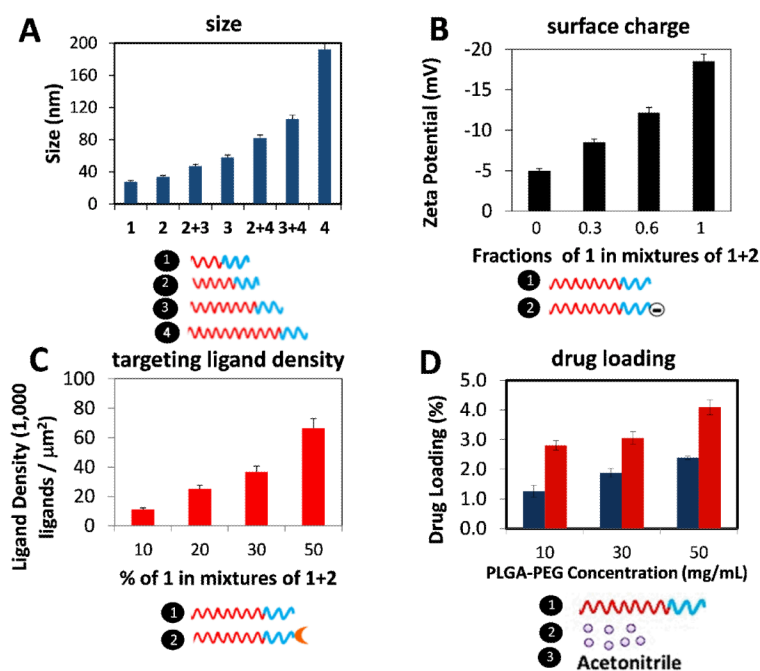 A
size
Size (nm)
200
160
120
80
40
0
1 2 2+3 3 2+4 3+4 4
1
2
3
4
B
surface charge
Zeta Potential (mV)
-20
-15
-10
-5
0
0 0.3 0.6 1
Fractions of 1 in mixtures of 1+2
1
2
C
targeting ligand density
Ligand Density (1,000
ligands / μm²)
100
80
60
40
20
0
10 20 30 50
% of 1 in mixtures of 1+2
1
2
D
drug loading
Drug Loading (%)
5.0
4.0
3.0
2.0
1.0
0.0
10 30 50
PLGA-PEG Concentration (mg/mL)
1
2
3 Acetonitrile